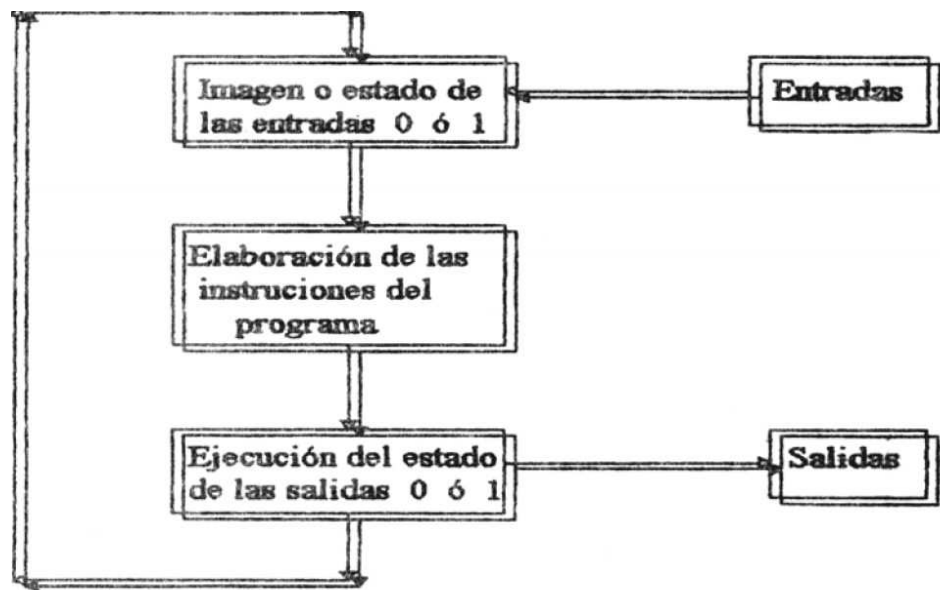 Imagen o estado de
las entradas 0 ó 1
Entradas
Elaboración de las
instruciones del
programa
Ejecución del estado
de las salidas 0 ó 1
Salidas